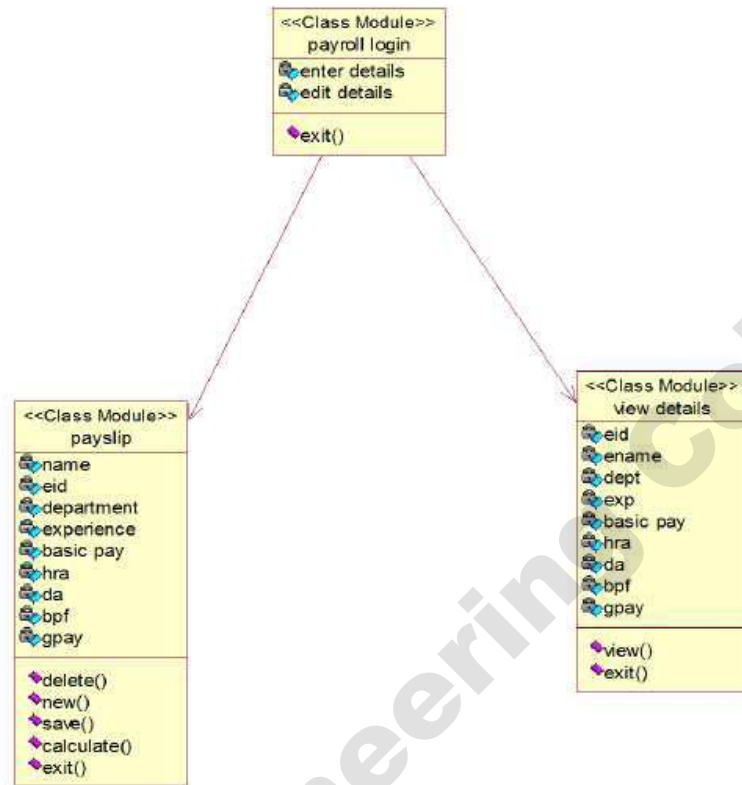 <<Class Module>>
payroll login
enter details
edit details
exit()
<<Class Module>>
payslip
name
eid
department
experience
basic pay
hra
da
bpf
gpay
delete()
new()
save()
calculate()
exit()
<<Class Module>>
view details
eid
ename
dept
exp
basic pay
hra
da
bpf
gpay
view()
exit()